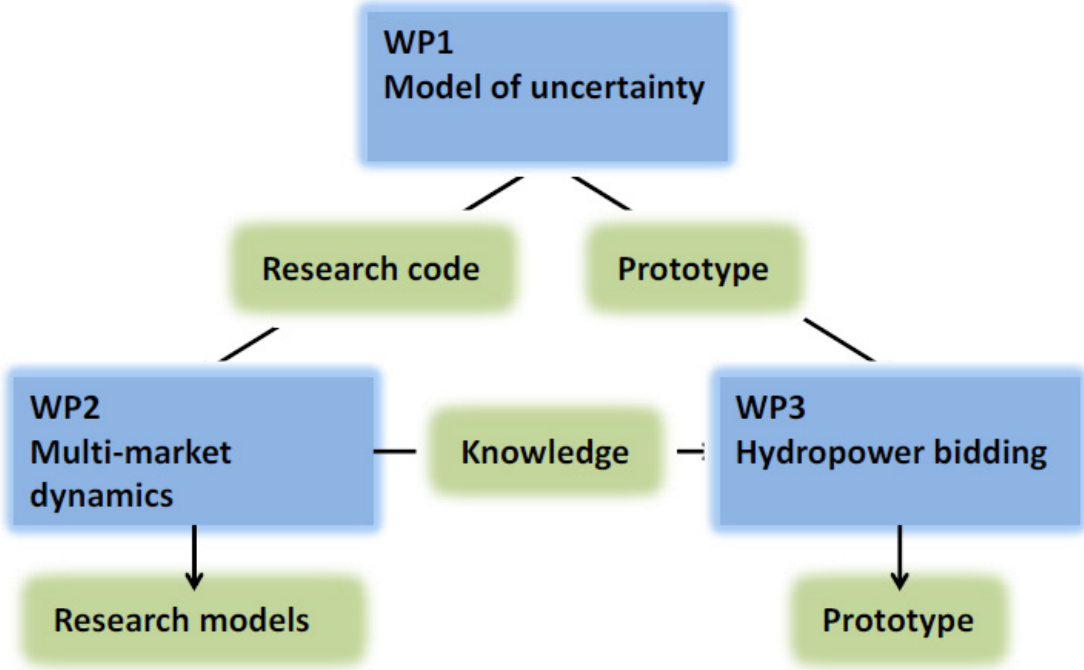 WP1
Model of uncertainty
Research code
Prototype
WP2
Multi-market
dynamics
Knowledge
WP3
Hydropower bidding
Research models
Prototype